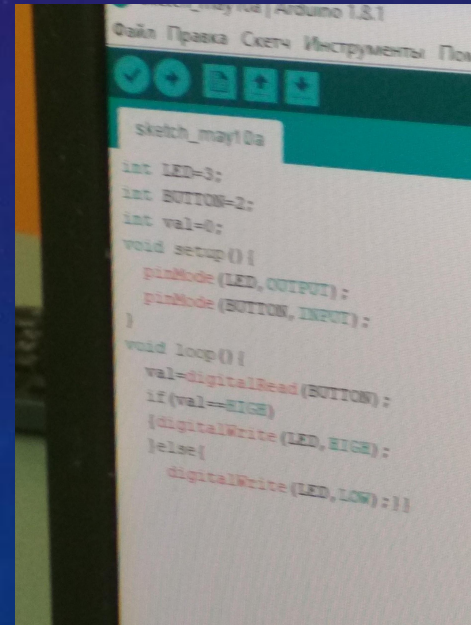 sketch_may10a | Arduino 1.8.1
Файл Правка Скетч Инструменты
sketch_may10a
int LED=3;
int BUTTON=2;
int val=0;
void setup(){
pinMode(LED,OUTPUT);
pinMode(BUTTON,INPUT);
}
void loop(){
val=digitalRead(BUTTON);
if(val==HIGH)
{digitalWrite(LED,HIGH);
}else{
digitalWrite(LED,LOW);}}